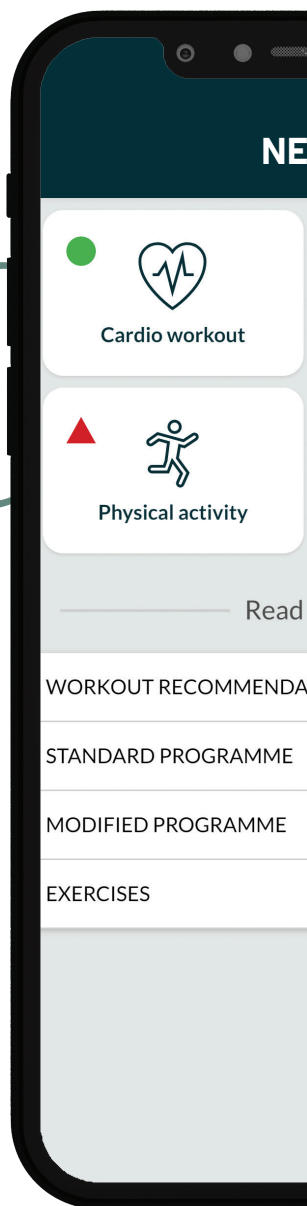 NE
Cardio workout
Physical activity
Read
WORKOUT RECOMMENDA
STANDARD PROGRAMME
MODIFIED PROGRAMME
EXERCISES